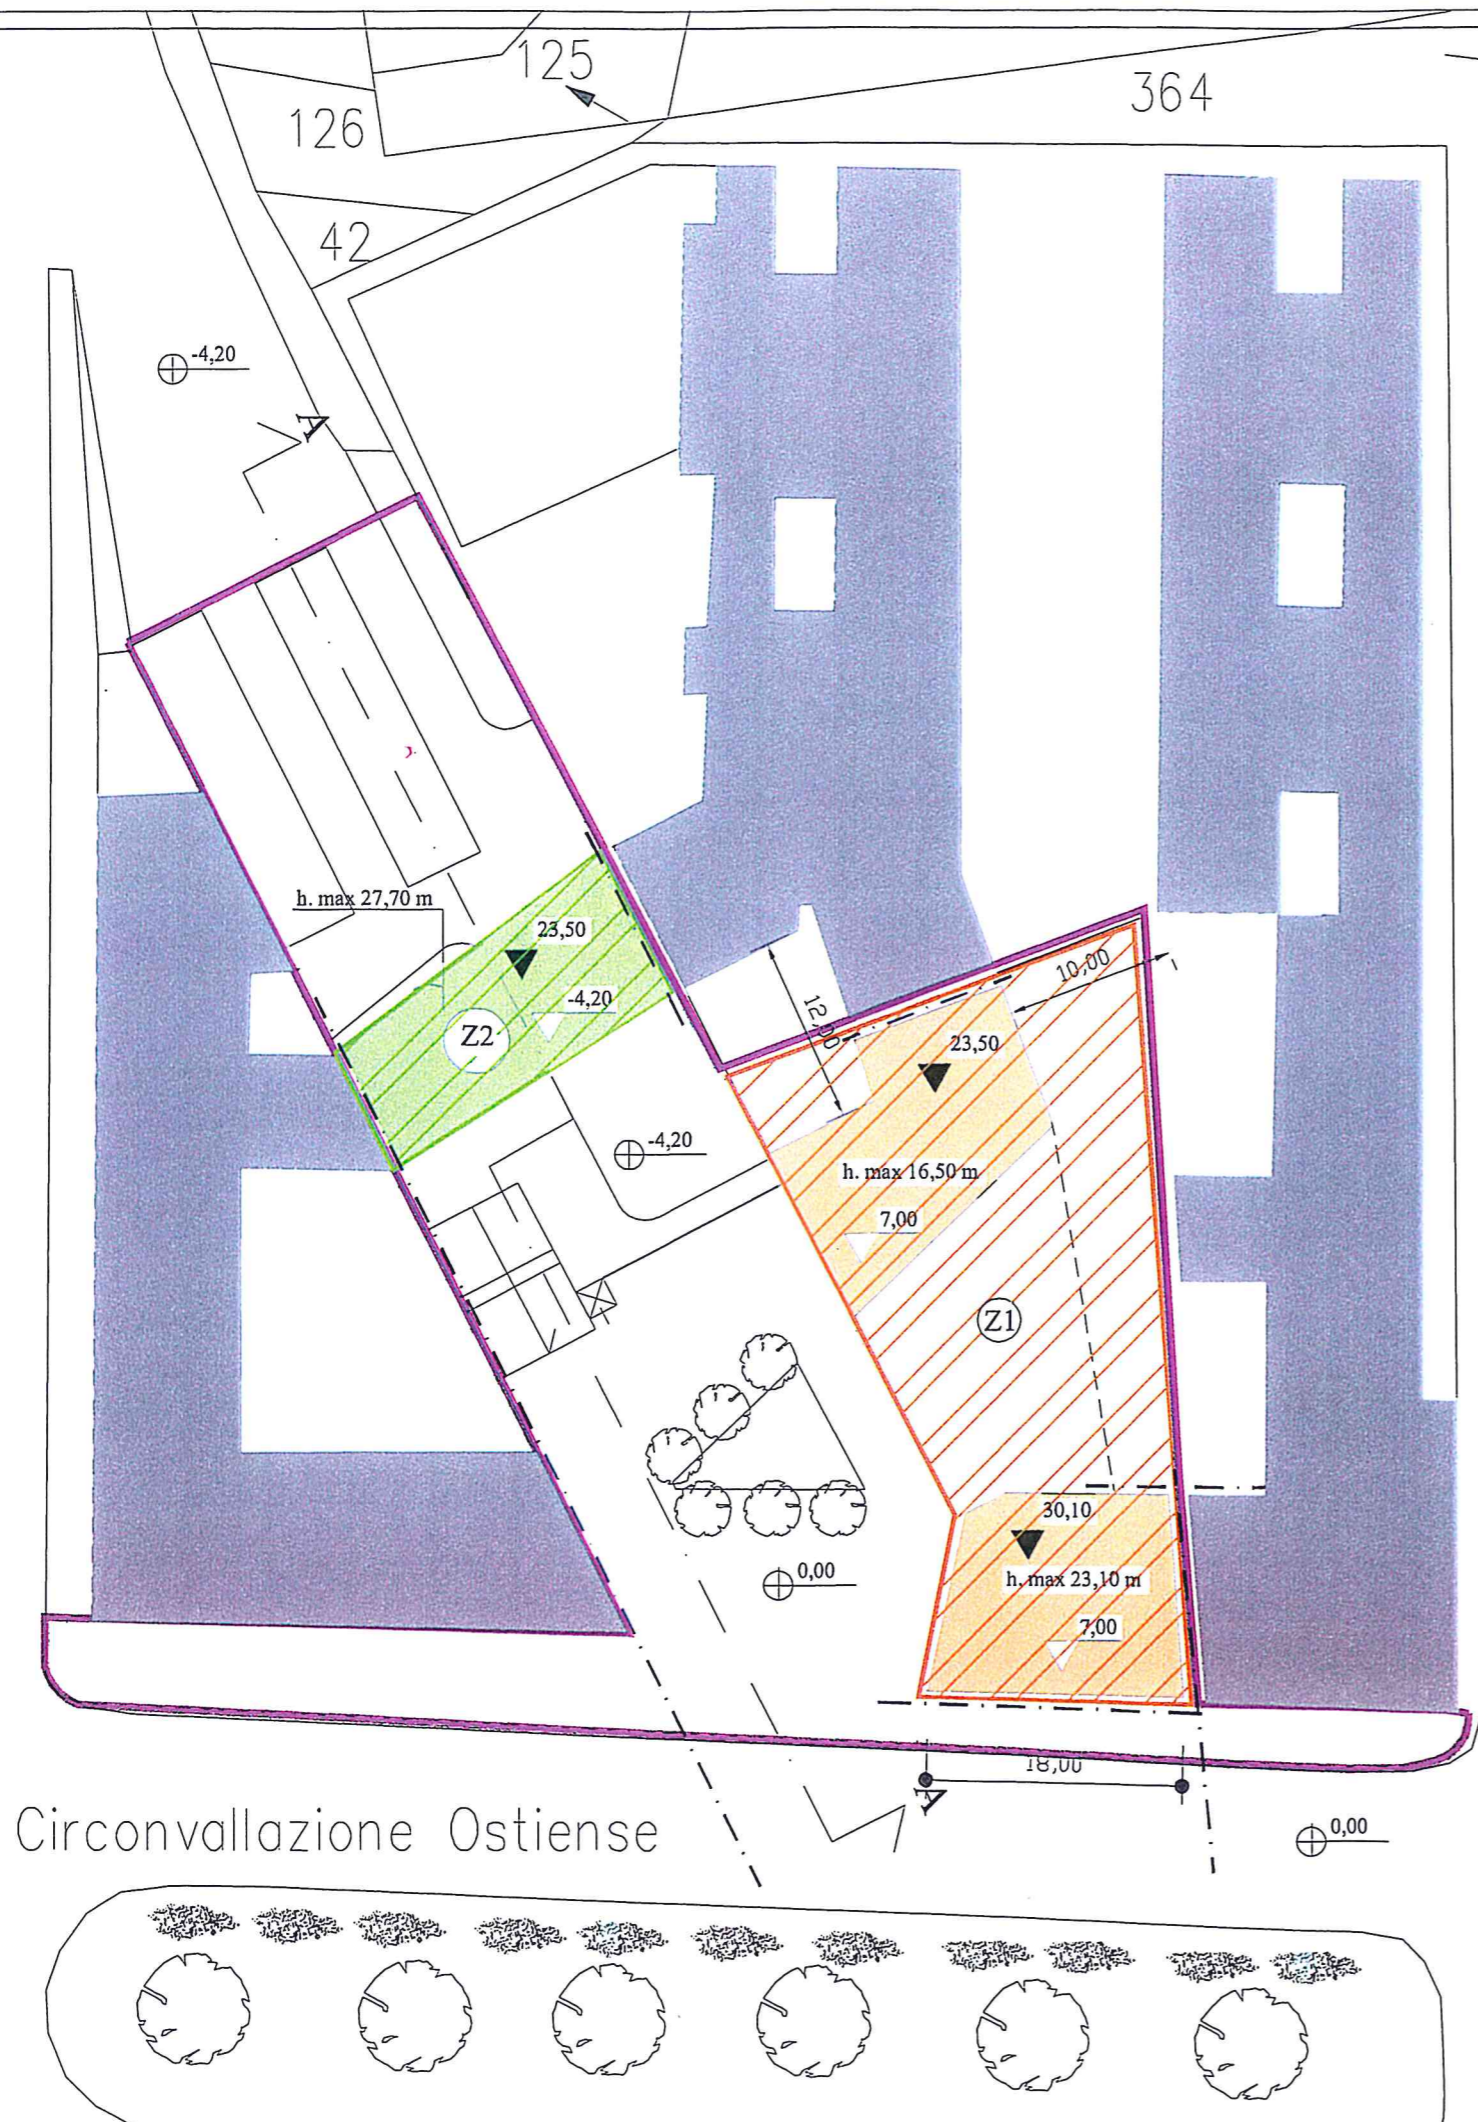 125
364
126
42
-4,20
A
h. max 27,70 m
23,50
-4,20
Z2
12,00
10,00
23,50
-4,20
h. max 16,50 m
7,00
Z1
30,10
0,00
h. max 23,10 m
7,00
18,00
A
Circonvallazione Ostiense
0,00